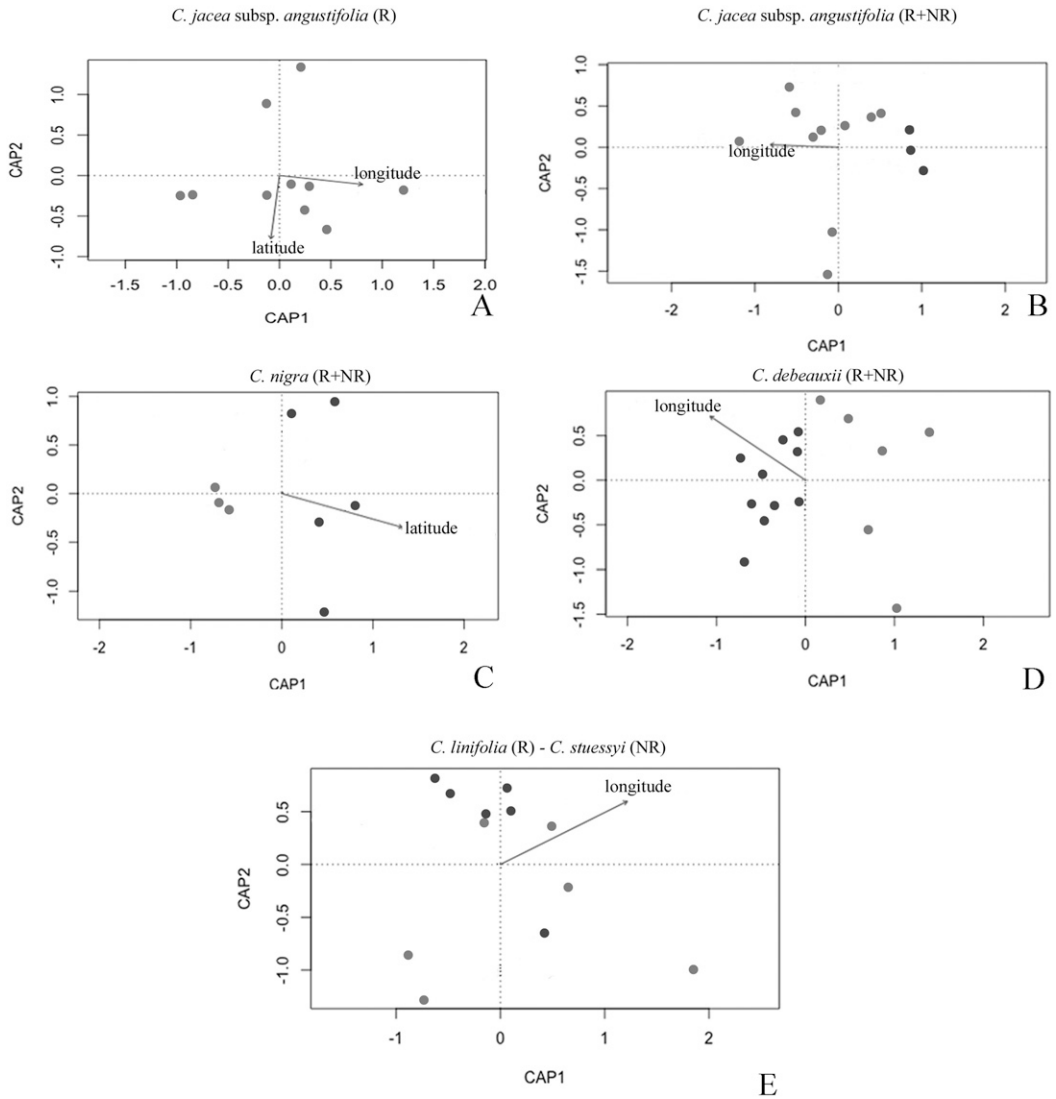 C. jacea subsp. angustifolia (R)
C. jacea subsp. angustifolia (R+NR)
CAP2
1.0
0.5
0.0
-0.5
-1.0
longitude
latitude
-1.5 -1.0 -0.5 0.0 0.5 1.0 1.5 2.0
CAP1
A
CAP2
1.0
0.5
0.0
-0.5
-1.0
-1.5
longitude
-2 -1 0 1 2
CAP1
B
C. nigra (R+NR)
C. debeauxii (R+NR)
CAP2
1.0
0.5
0.0
-0.5
-1.0
latitude
-2 -1 0 1 2
CAP1
C
CAP2
0.5
0.0
-0.5
-1.0
-1.5
longitude
-2 -1 0 1 2
CAP1
D
C. linifolia (R) - C. stuessyi (NR)
CAP2
0.5
0.0
-0.5
-1.0
longitude
-1 0 1 2
CAP1
E